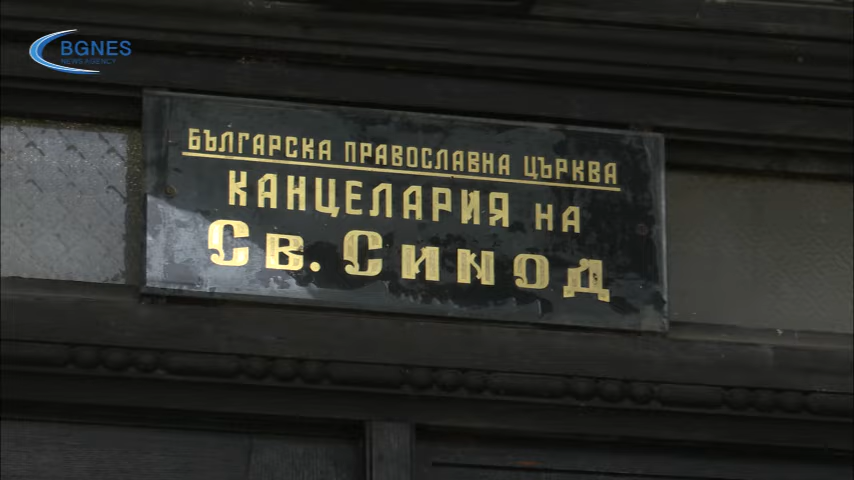 BGNES
NEWS AGENCY
БЪЛГАРСКА ПРАВОСЛАВНА ЦЪРКВА
КАНЦЕЛАРИЯ НА
Св. Синод